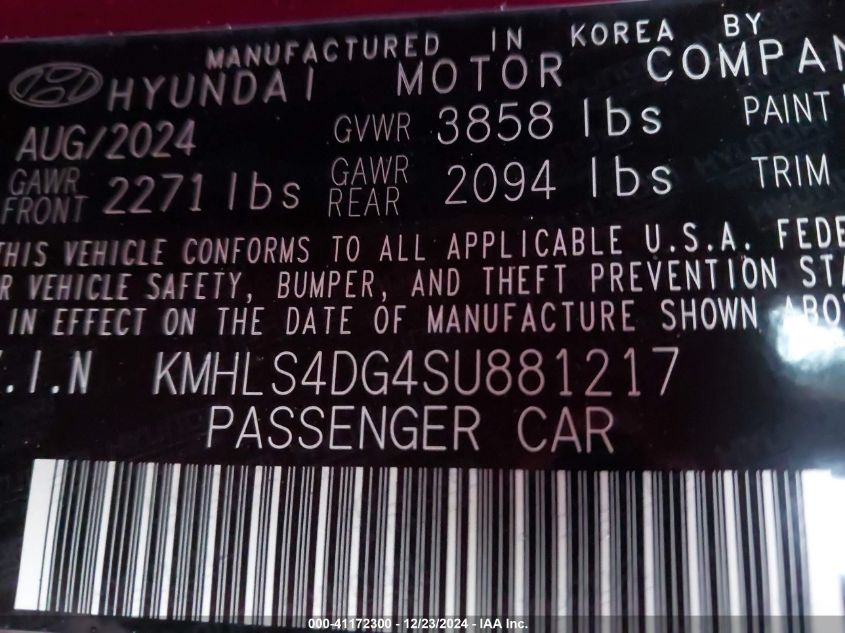 MANUFACTURED IN KOREA BY
HYUNDAI MOTOR COMPAN
AUG/2024 GVWR 3858 lbs PAINT
GAWR FRONT 2271 lbs GAWR REAR 2094 lbs TRIM
THIS VEHICLE CONFORMS TO ALL APPLICABLE U.S.A. FEDE
R VEHICLE SAFETY, BUMPER, AND THEFT PREVENTION STA
IN EFFECT ON THE DATE OF MANUFACTURE SHOWN ABOV
.I.N KMHLS4DG4SU881217
PASSENGER CAR
000-41172300 - 12/23/2024 - IAA Inc.